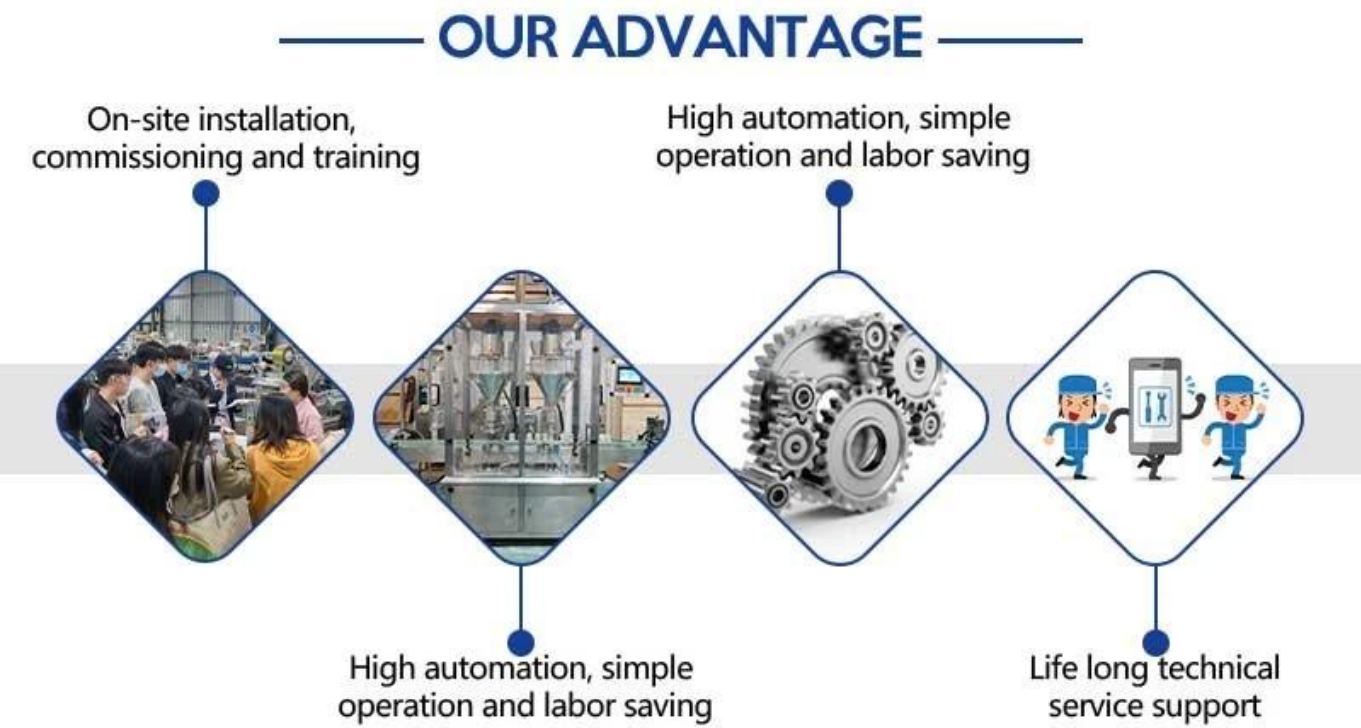 OUR ADVANTAGE
On-site installation,
commissioning and training
High automation, simple
operation and labor saving
High automation, simple
operation and labor saving
Life long technical
service support